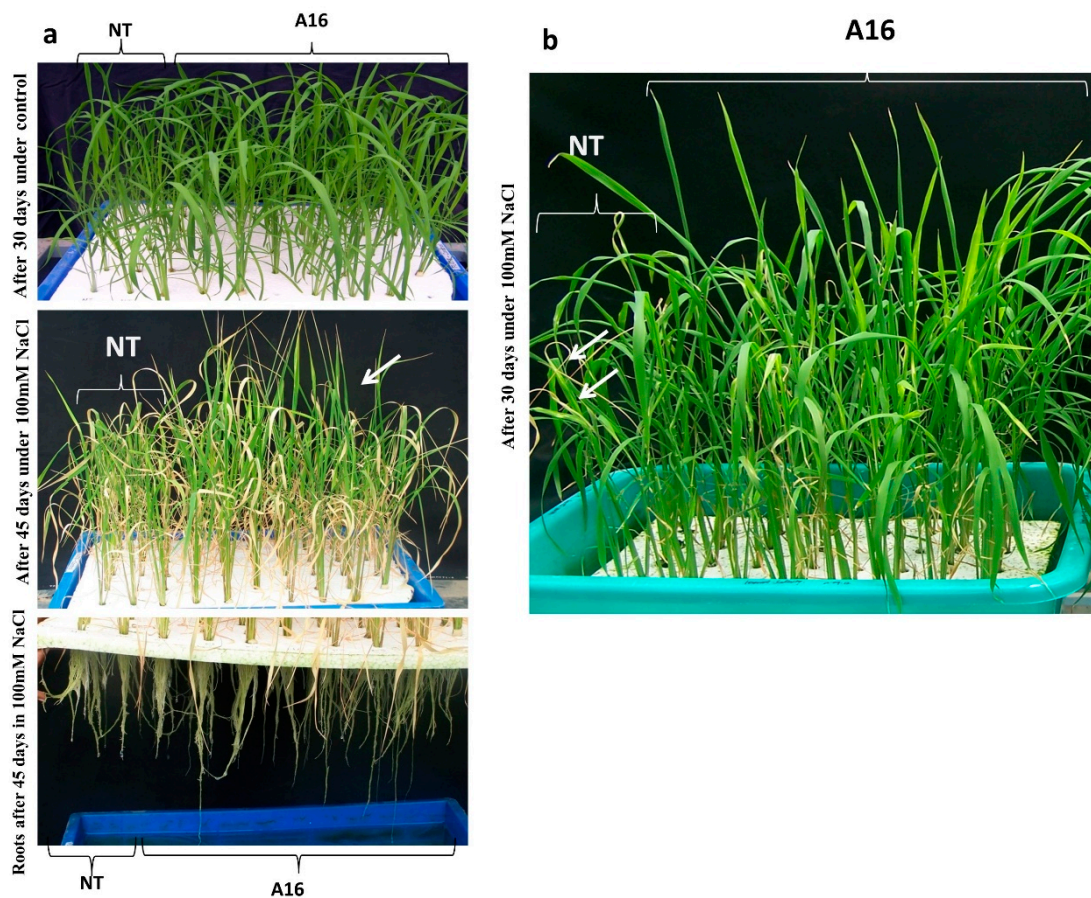 a
NT
A16
After 30 days under control
NT
After 45 days under 100mM NaCl
Roots after 45 days in 100mM NaCl
NT
A16
b
A16
NT
After 30 days under 100mM NaCl